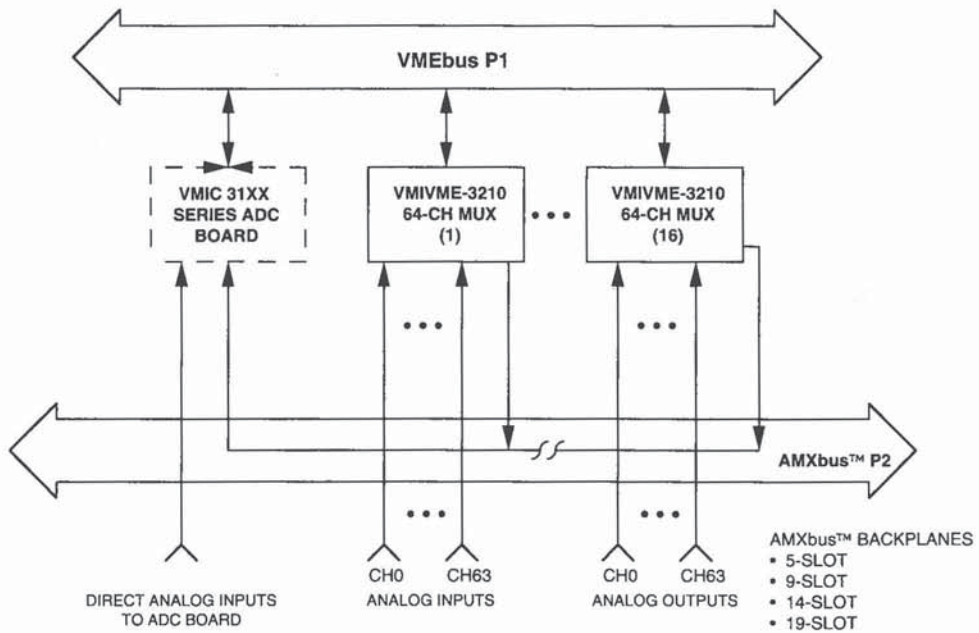 VMEbus P1
VMIC 31XX
SERIES ADC
BOARD
VMIVME-3210
64-CH MUX
(1)
VMIVME-3210
64-CH MUX
(16)
AMXbus™ P2
CH0
CH63
CH0
CH63
DIRECT ANALOG INPUTS
TO ADC BOARD
ANALOG INPUTS
ANALOG OUTPUTS
AMXbus™ BACKPLANES
• 5-SLOT
• 9-SLOT
• 14-SLOT
• 19-SLOT